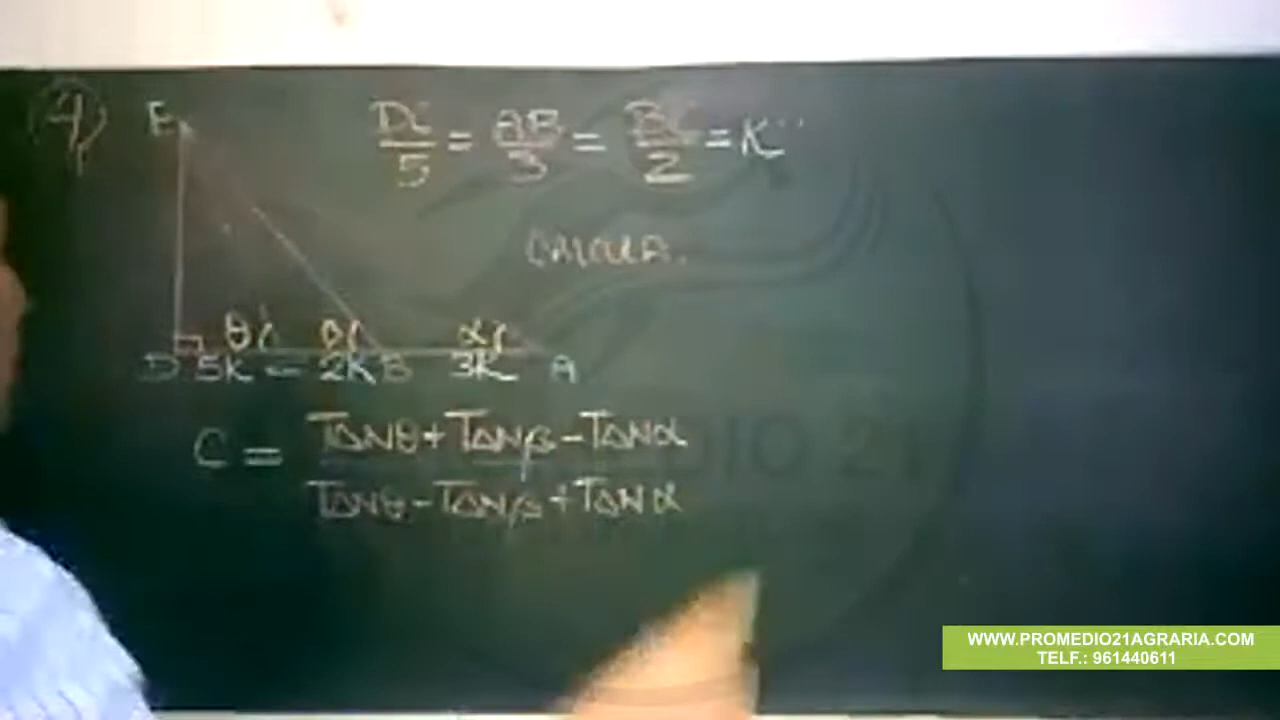 9)
E
DC/5 = AB/3 = BC/2 = K
CALCULA.
θ β α
D 5K C 2K B 3K A
C = TANθ + TANβ - TANα
TANθ - TANβ + TANα
WWW.PROMEDIO21AGRARIA.COM
TELF.: 961440611